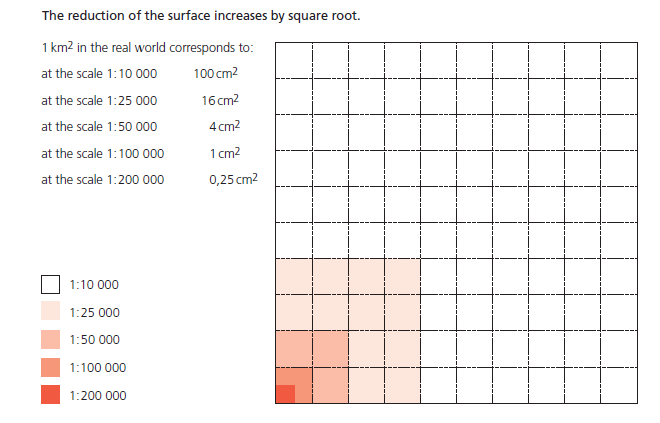 The reduction of the surface increases by square root.
1 km² in the real world corresponds to:
at the scale 1:10 000 100 cm²
at the scale 1:25 000 16 cm²
at the scale 1:50 000 4 cm²
at the scale 1:100 000 1 cm²
at the scale 1:200 000 0,25 cm²
1:10 000
1:25 000
1:50 000
1:100 000
1:200 000